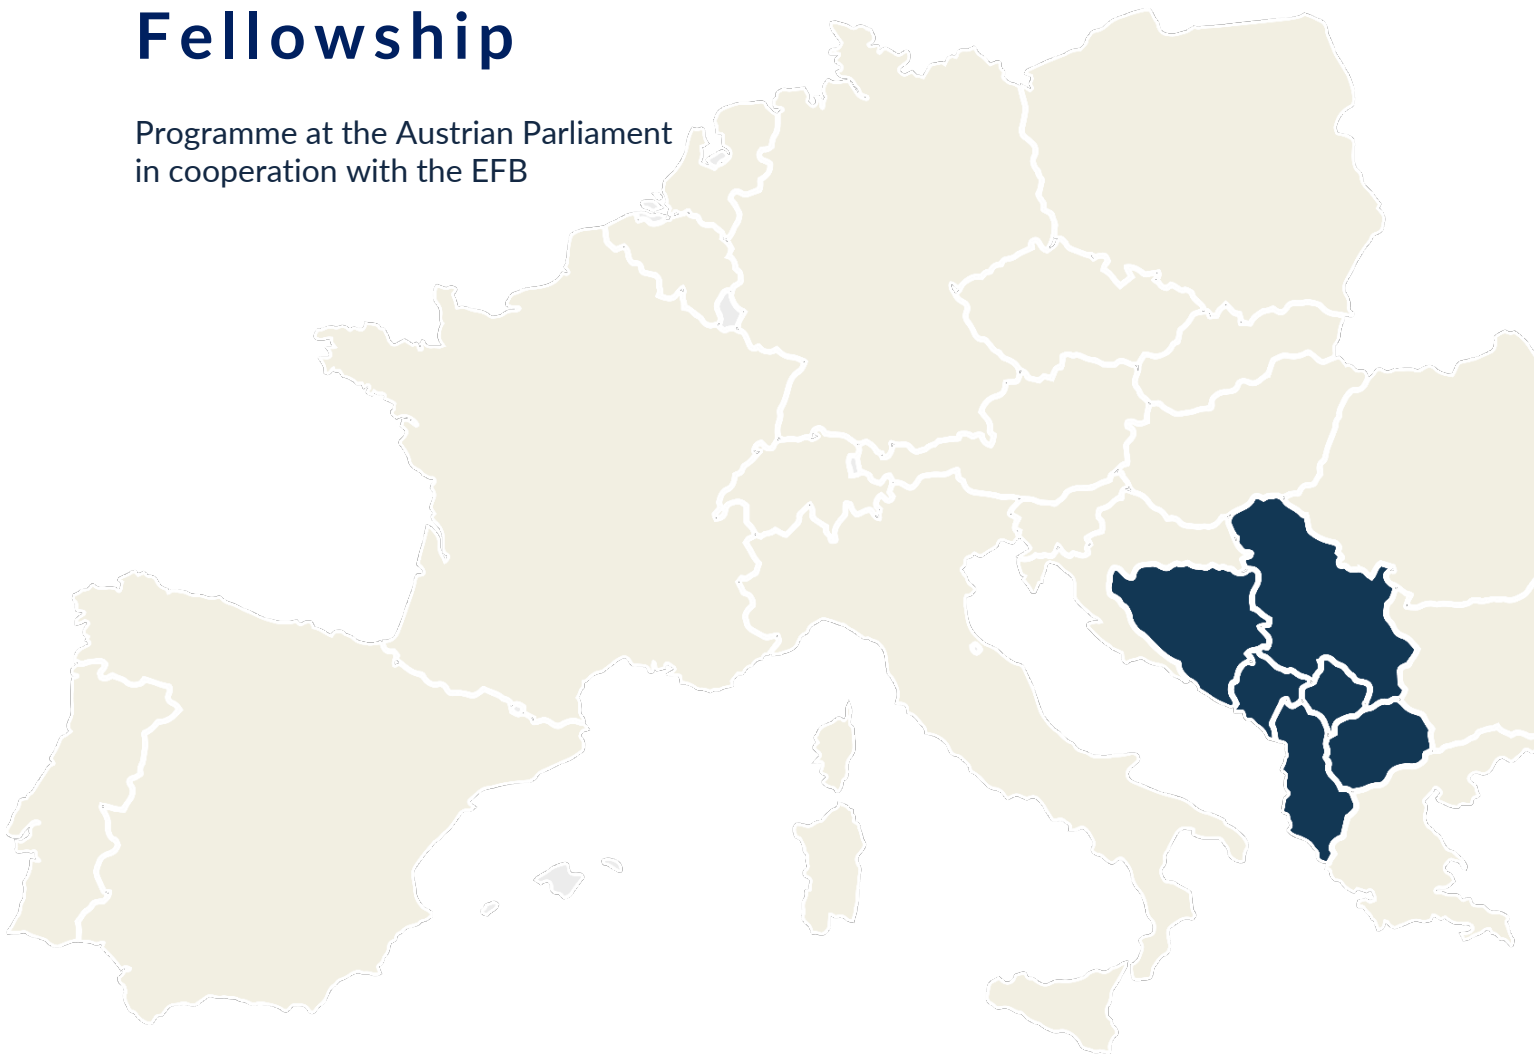 Fellowship
Programme at the Austrian Parliament
in cooperation with the EFB